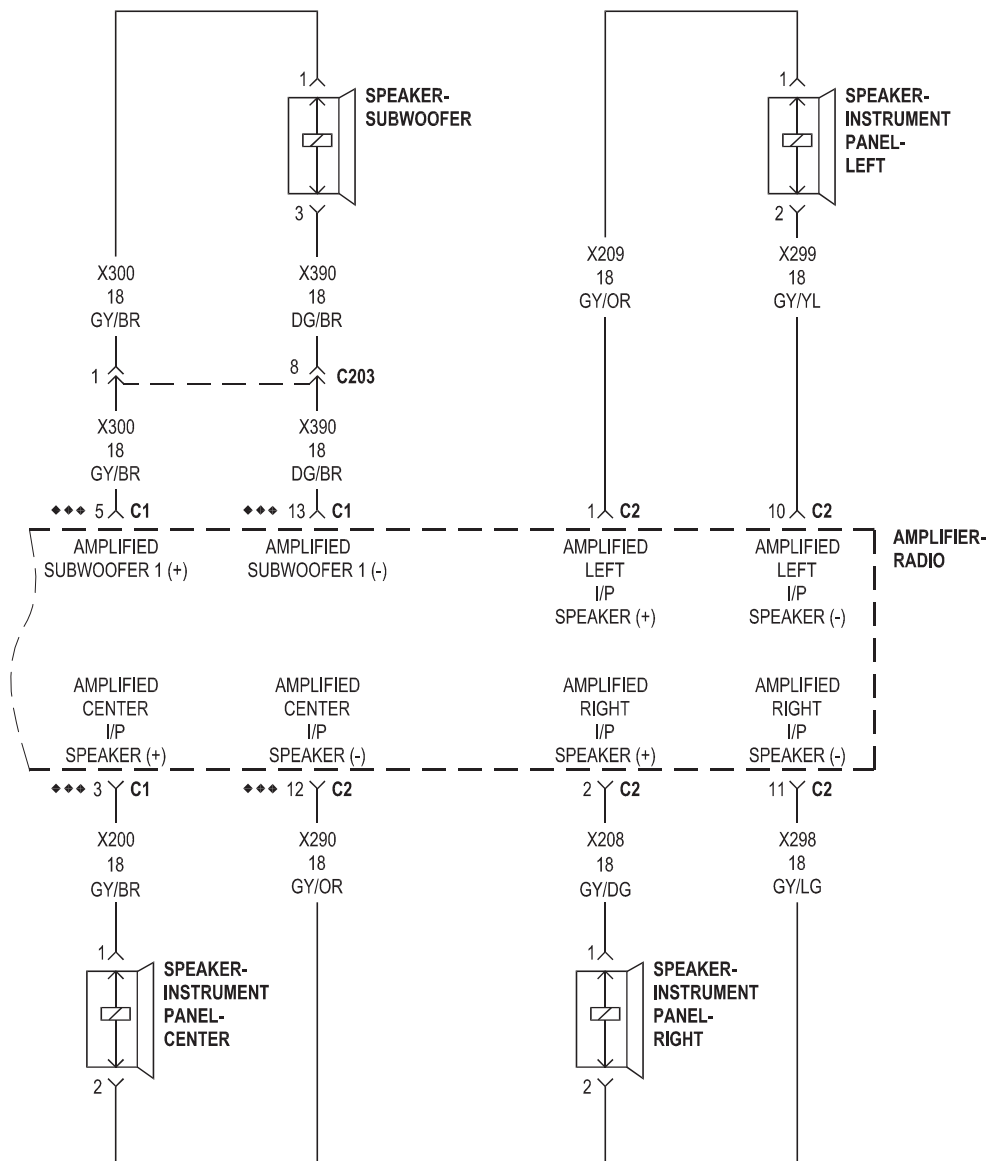 1
SPEAKER-
SUBWOOFER
3
1
SPEAKER-
INSTRUMENT
PANEL-
LEFT
2
X300
18
GY/BR
X390
18
DG/BR
X209
18
GY/OR
X299
18
GY/YL
1
8
C203
X300
18
GY/BR
X390
18
DG/BR
5 C1
13 C1
1 C2
10 C2
AMPLIFIER-
RADIO
AMPLIFIED
SUBWOOFER 1 (+)
AMPLIFIED
SUBWOOFER 1 (-)
AMPLIFIED
LEFT
I/P
SPEAKER (+)
AMPLIFIED
LEFT
I/P
SPEAKER (-)
AMPLIFIED
CENTER
I/P
SPEAKER (+)
AMPLIFIED
CENTER
I/P
SPEAKER (-)
AMPLIFIED
RIGHT
I/P
SPEAKER (+)
AMPLIFIED
RIGHT
I/P
SPEAKER (-)
3 C1
12 C2
2 C2
11 C2
X200
18
GY/BR
X290
18
GY/OR
X208
18
GY/DG
X298
18
GY/LG
1
SPEAKER-
INSTRUMENT
PANEL-
CENTER
2
1
SPEAKER-
INSTRUMENT
PANEL-
RIGHT
2